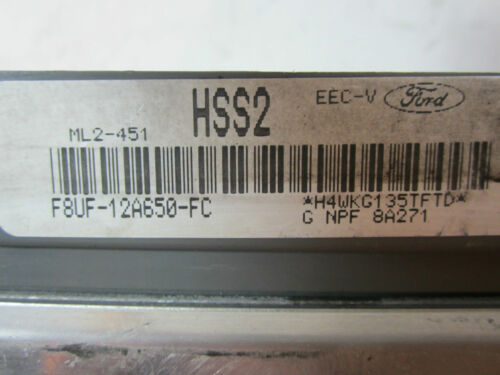 HSS2
EEC-V Ford
ML2-451
F8UF-12A650-FC
*H4WKG135TFTD*
G NPF 8A271